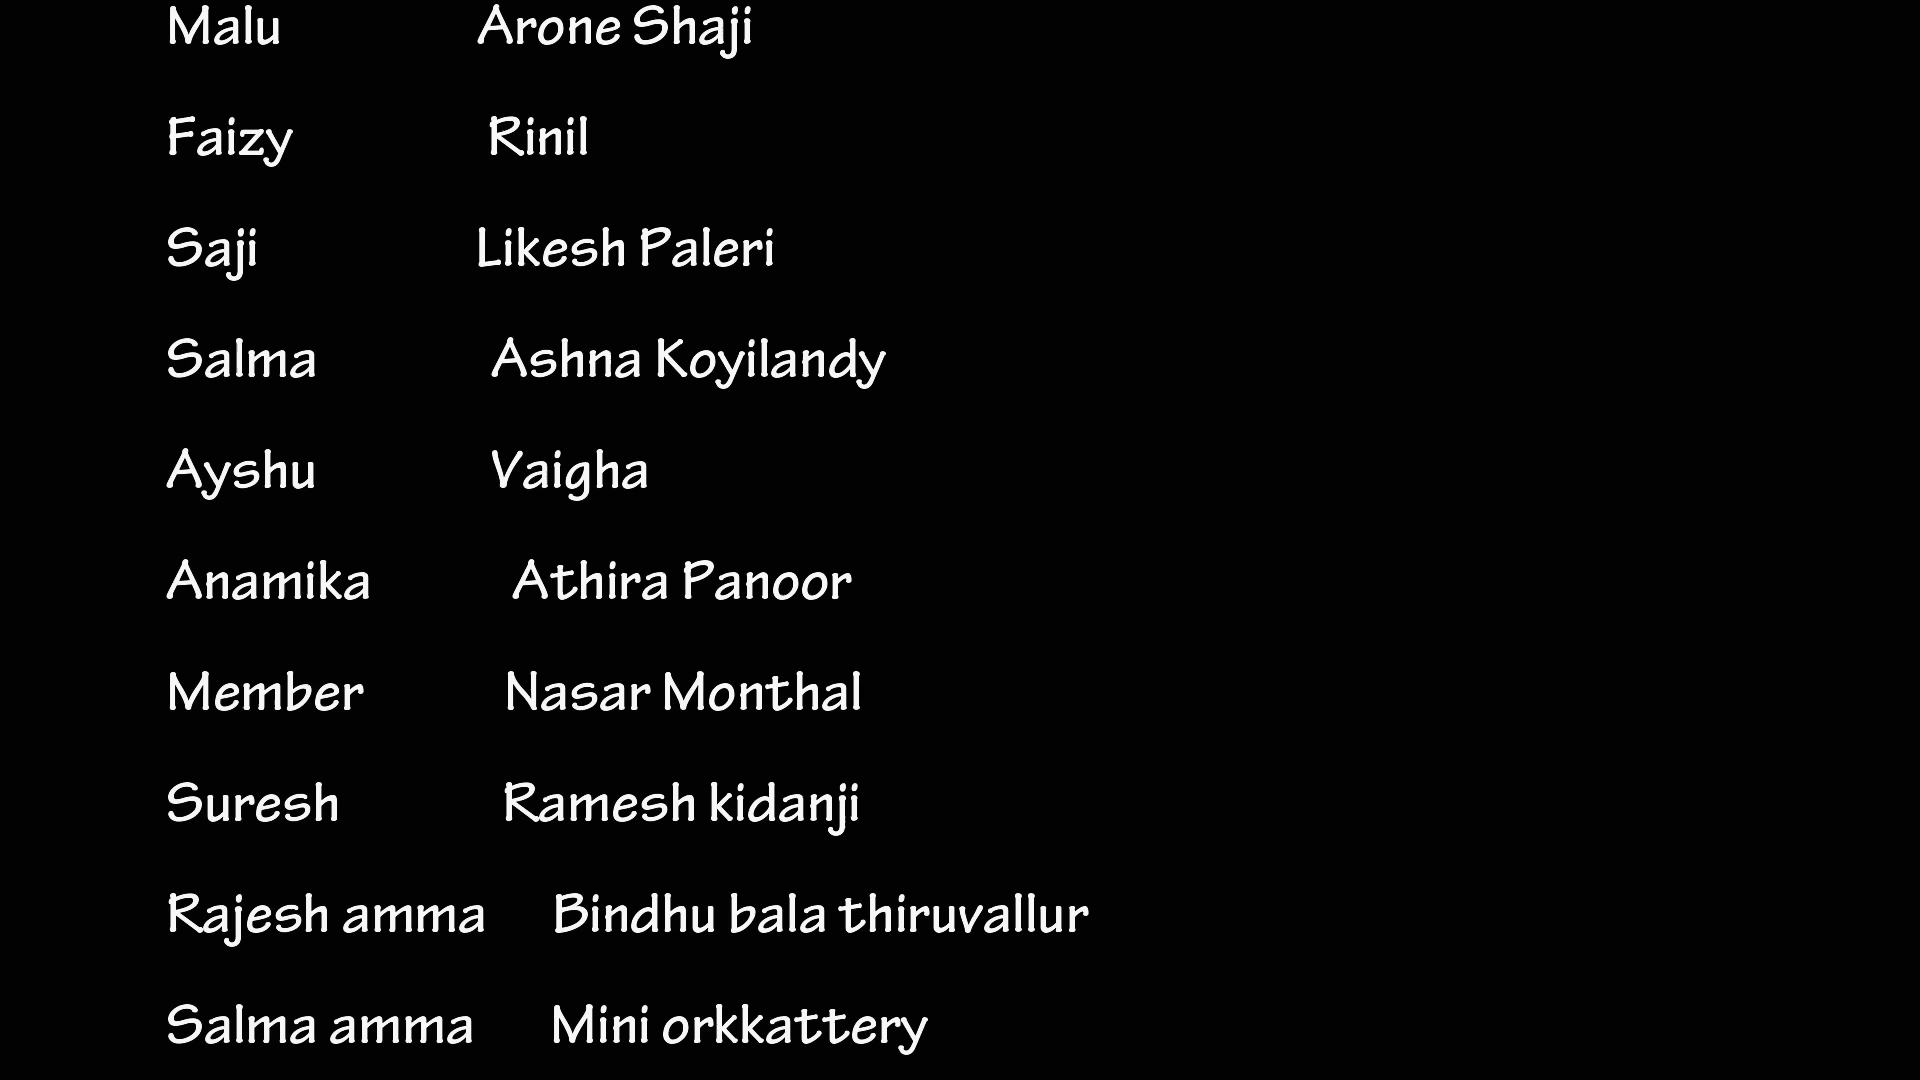 Malu Arone Shaji
Faizy Rinil
Saji Likesh Paleri
Salma Ashna Koyilandy
Ayshu Vaigha
Anamika Athira Panoor
Member Nasar Monthal
Suresh Ramesh kidanji
Rajesh amma Bindhu bala thiruvallur
Salma amma Mini orkkattery